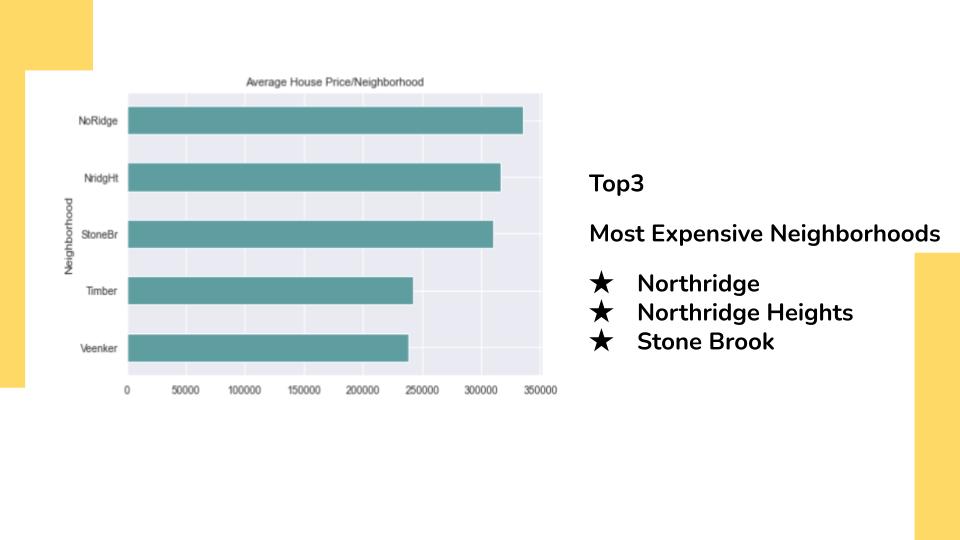 Average House Price/Neighborhood
Neighborhood
NoRidge
NridgHt
StoneBr
Timber
Veenker
0 50000 100000 150000 200000 250000 300000 350000
Top3
Most Expensive Neighborhoods
★ Northridge
★ Northridge Heights
★ Stone Brook